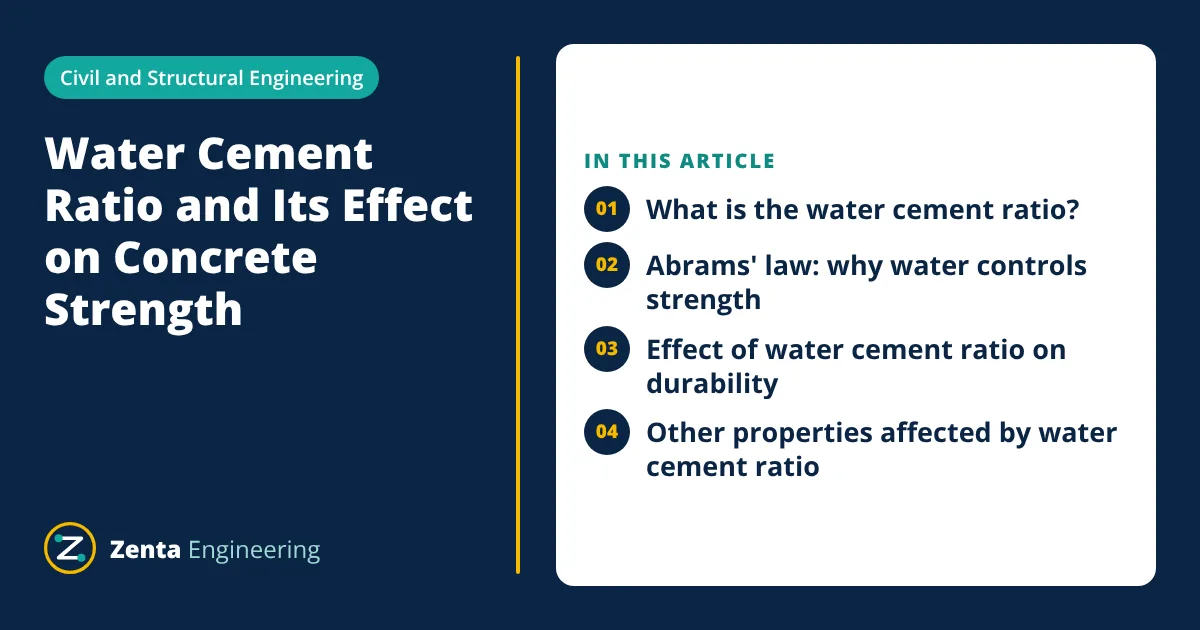 Civil and Structural Engineering
Water Cement
Ratio and Its Effect
on Concrete
Strength
Zenta Engineering
IN THIS ARTICLE
01 What is the water cement ratio?
02 Abrams' law: why water controls
strength
03 Effect of water cement ratio on
durability
04 Other properties affected by water
cement ratio